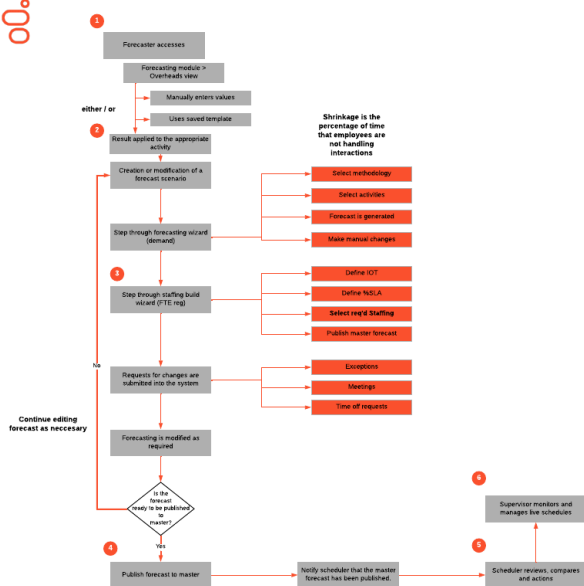 1
Forecaster accesses
Forecasting module >
Overheads view
Manually enters values
either / or
Uses saved template
2
Result applied to the appropriate
activity
Shrinkage is the
percentage of time
that employees are
not handling
interactions
Creation or modification of a
forecast scenario
Select methodology
Select activities
Forecast is generated
Make manual changes
Step through forecasting wizard
(demand)
3
Step through staffing build
wizard (FTE reg)
Define IOT
Define %SLA
Select req'd Staffing
Publish master forecast
No
Requests for changes are
submitted into the system
Exceptions
Meetings
Time off requests
Continue editing
forecast as neccesary
Forecasting is modified as
required
Is the
forecast
ready to be published
to
master?
Yes
4
Publish forecast to master
Notify scheduler that the master
forecast has been published.
5
Scheduler reviews, compares
and actions
6
Supervisor monitors and
manages live schedules